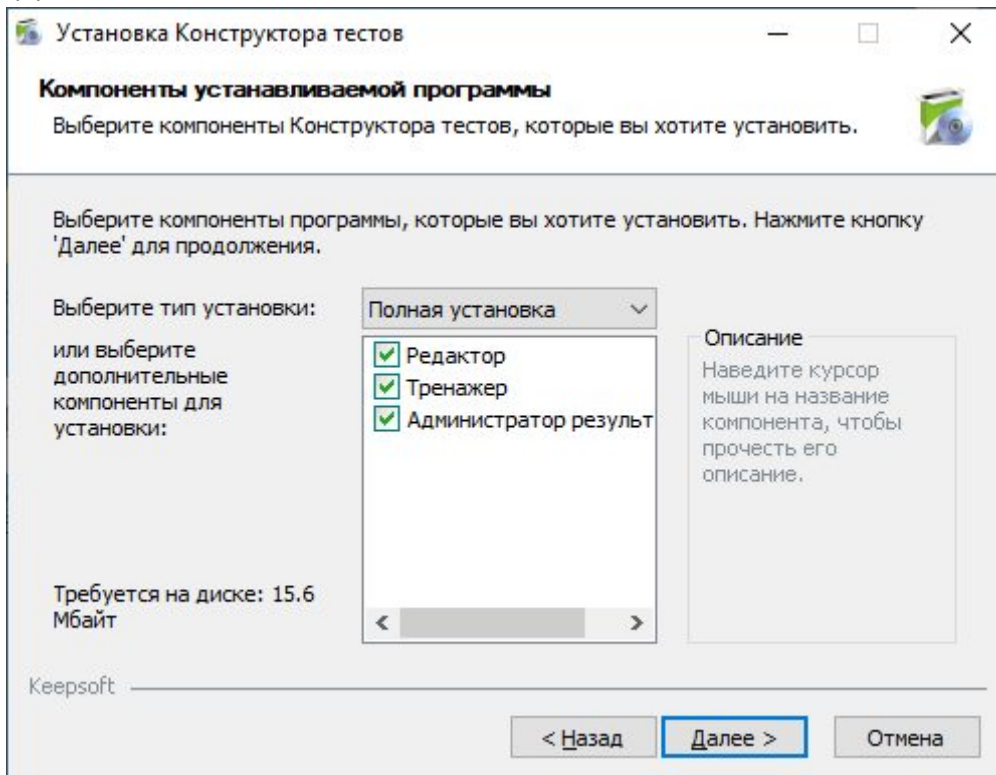 Установка Конструктора тестов
Компоненты устанавливаемой программы
Выберите компоненты Конструктора тестов, которые вы хотите установить.
Выберите компоненты программы, которые вы хотите установить. Нажмите кнопку
'Далее' для продолжения.
Выберите тип установки:
Полная установка
или выберите
дополнительные
компоненты для
установки:
Редактор
Тренажер
Администратор результ
Описание
Наведите курсор
мыши на название
компонента, чтобы
прочесть его
описание.
Требуется на диске: 15.6
Мбайт
Keepsoft
< Назад
Далее >
Отмена